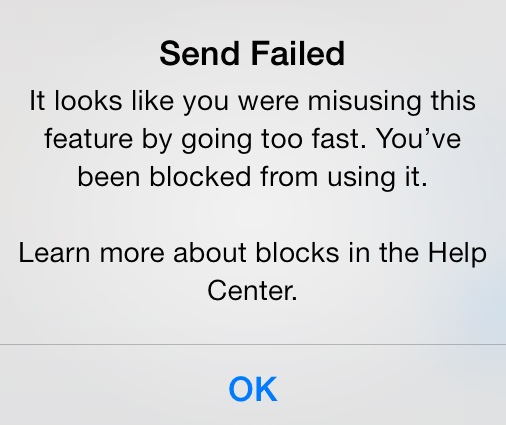 Send Failed
It looks like you were misusing this
feature by going too fast. You’ve
been blocked from using it.
Learn more about blocks in the Help
Center.
OK